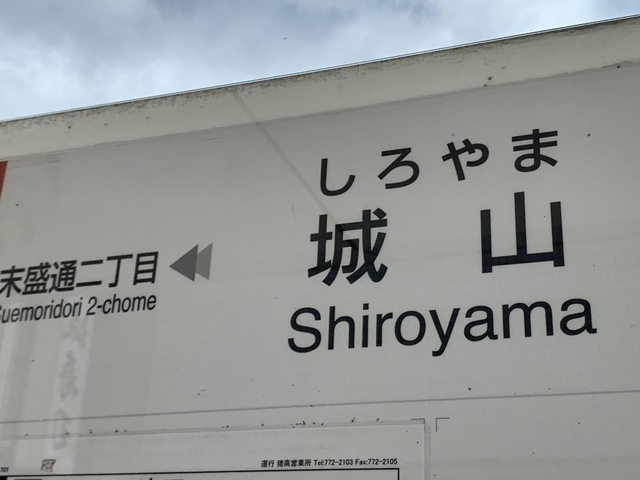 しろやま
城山
Shiroyama
末盛通二丁目
Suemoridori 2-chome
運行 猪高営業所 Tel:772-2103 Fax:772-2105